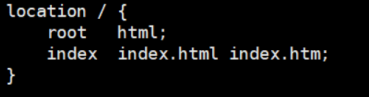 location / {
    root   html;
    index  index.html index.htm;
}